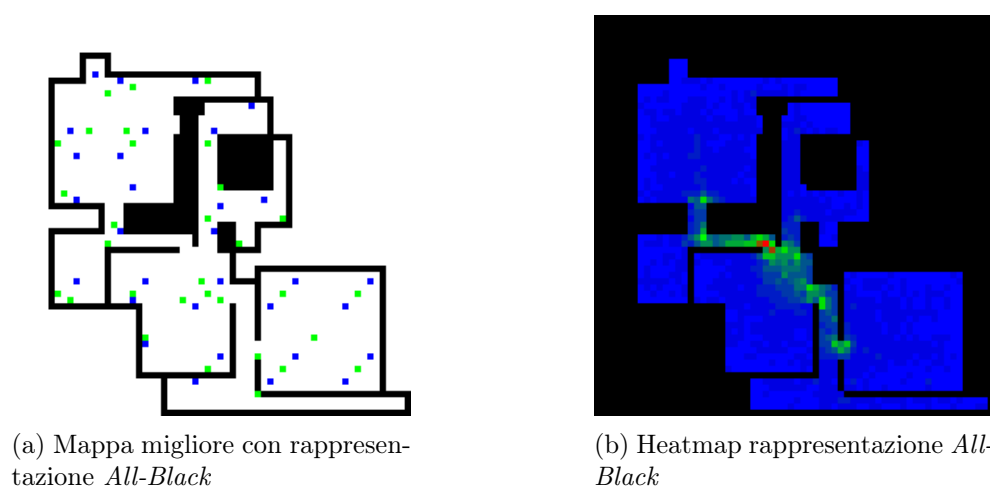 (a) Mappa migliore con rappresen-
tazione All-Black
(b) Heatmap rappresentazione All-
Black